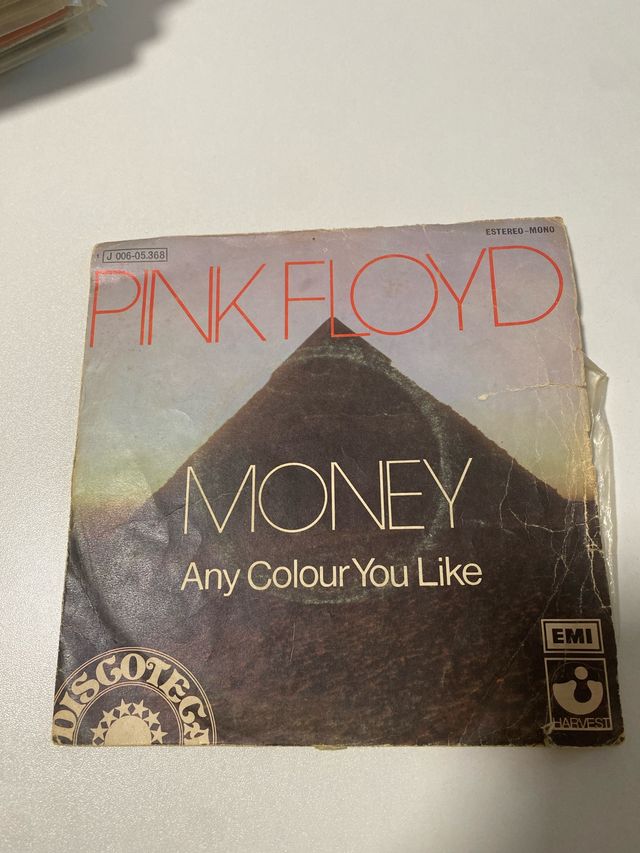 ESTEREO-MONO
J 006-05.368
PINK FLOYD
MONEY
Any Colour You Like
EMI
DISCOTECA
HARVEST